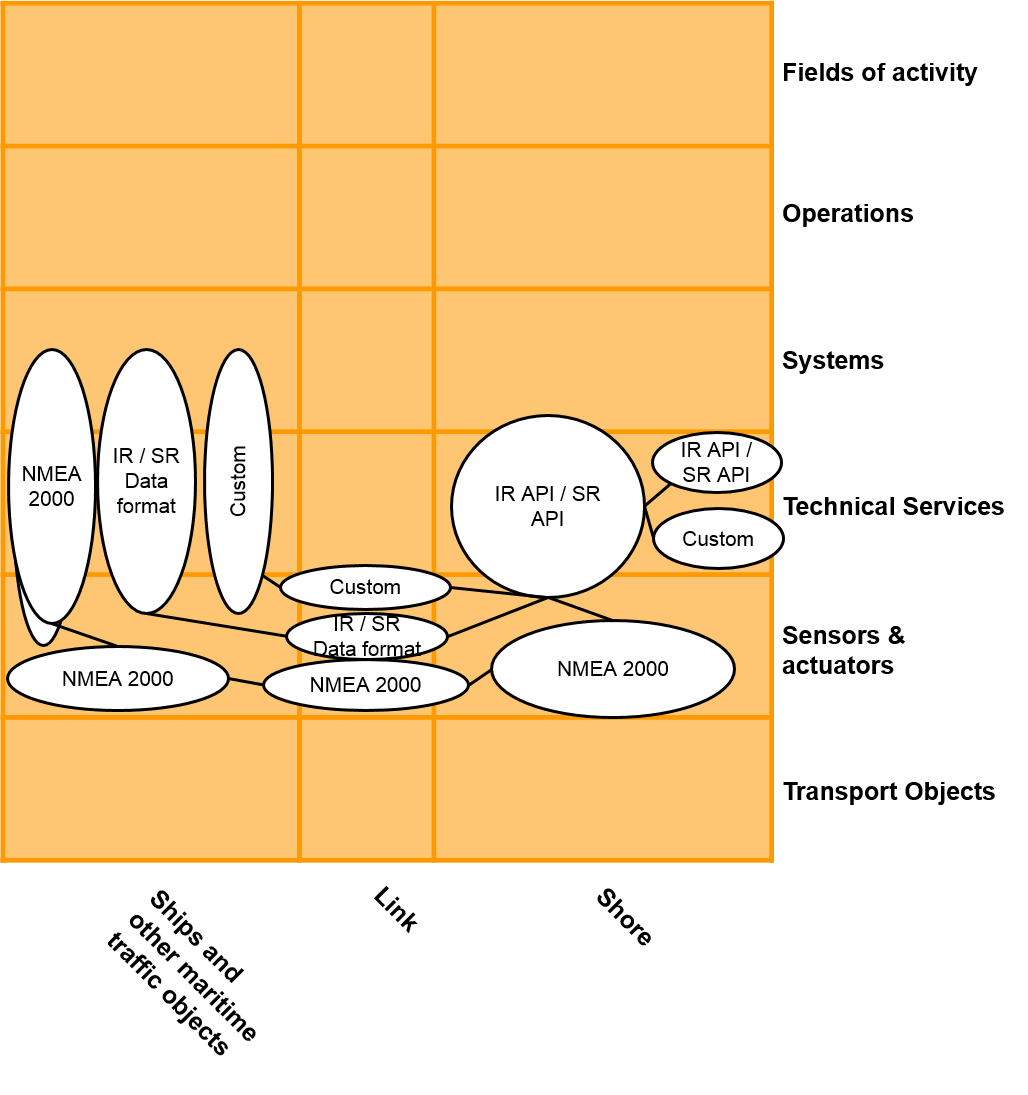 Fields of activity
Operations
Systems
NMEA
2000
IR / SR
Data
format
Custom
IR API / SR
API
IR API /
SR API
Custom
Technical Services
Custom
IR / SR
Data format
NMEA 2000
NMEA 2000
NMEA 2000
Sensors &
actuators
Transport Objects
Ships and
other maritime
traffic objects
Link
Shore